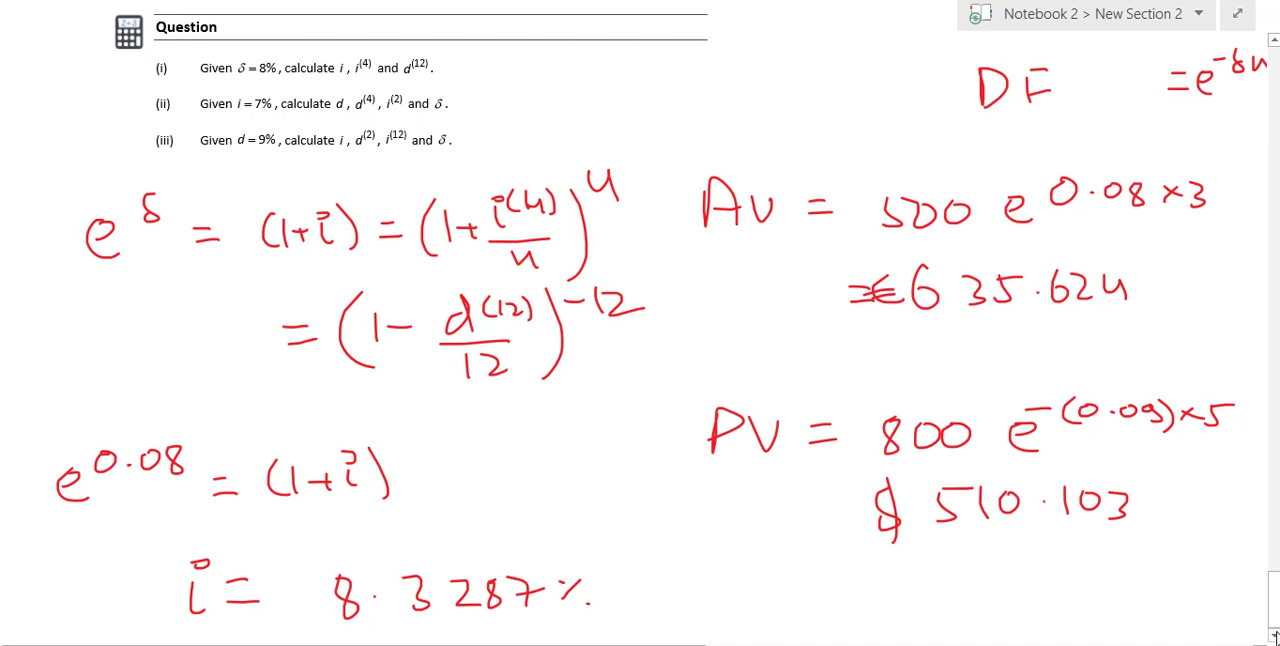 Notebook 2 > New Section 2
Question
(i) Given δ = 8%, calculate i, i^(4) and d^(12).
(ii) Given i = 7%, calculate d, d^(4), i^(2) and δ.
(iii) Given d = 9%, calculate i, d^(2), i^(12) and δ.
DF = e^-δn
e^δ = (1+i) = (1+ i^(4)/4)^4
= (1- d^(12)/12)^-12
e^0.08 = (1+i)
i = 8.3287%.
AV = 500 e^0.08×3
=€635.624
PV = 800 e^-(0.09)×5
$ 510.103